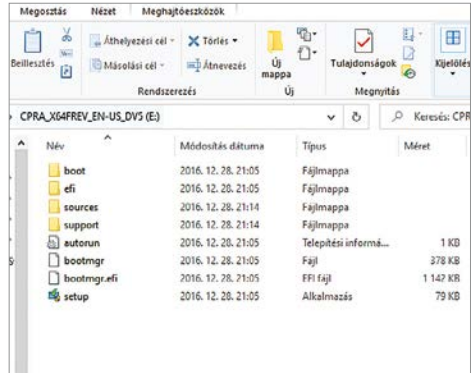 Megosztás Nézet Meghajtóeszközök
Beillesztés
Áthelyezési cél
Másolási cél
Törlés
Átnevezés
Új
mappa
Tulajdonságok
Kijelölés
Rendszerezés Új Megnyitás
CPRA_X64FREV_EN-US_DV5 (E:) Keresés: CPR
Név Módosítás dátuma Típus Méret
boot 2016. 12. 28. 21:05 Fájlmappa
efi 2016. 12. 28. 21:05 Fájlmappa
sources 2016. 12. 28. 21:14 Fájlmappa
support 2016. 12. 28. 21:14 Fájlmappa
autorun 2016. 12. 28. 21:05 Telepítési informá... 1 KB
bootmgr 2016. 12. 28. 21:05 Fájl 378 KB
bootmgr.efi 2016. 12. 28. 21:05 EFI fájl 1 142 KB
setup 2016. 12. 28. 21:05 Alkalmazás 79 KB